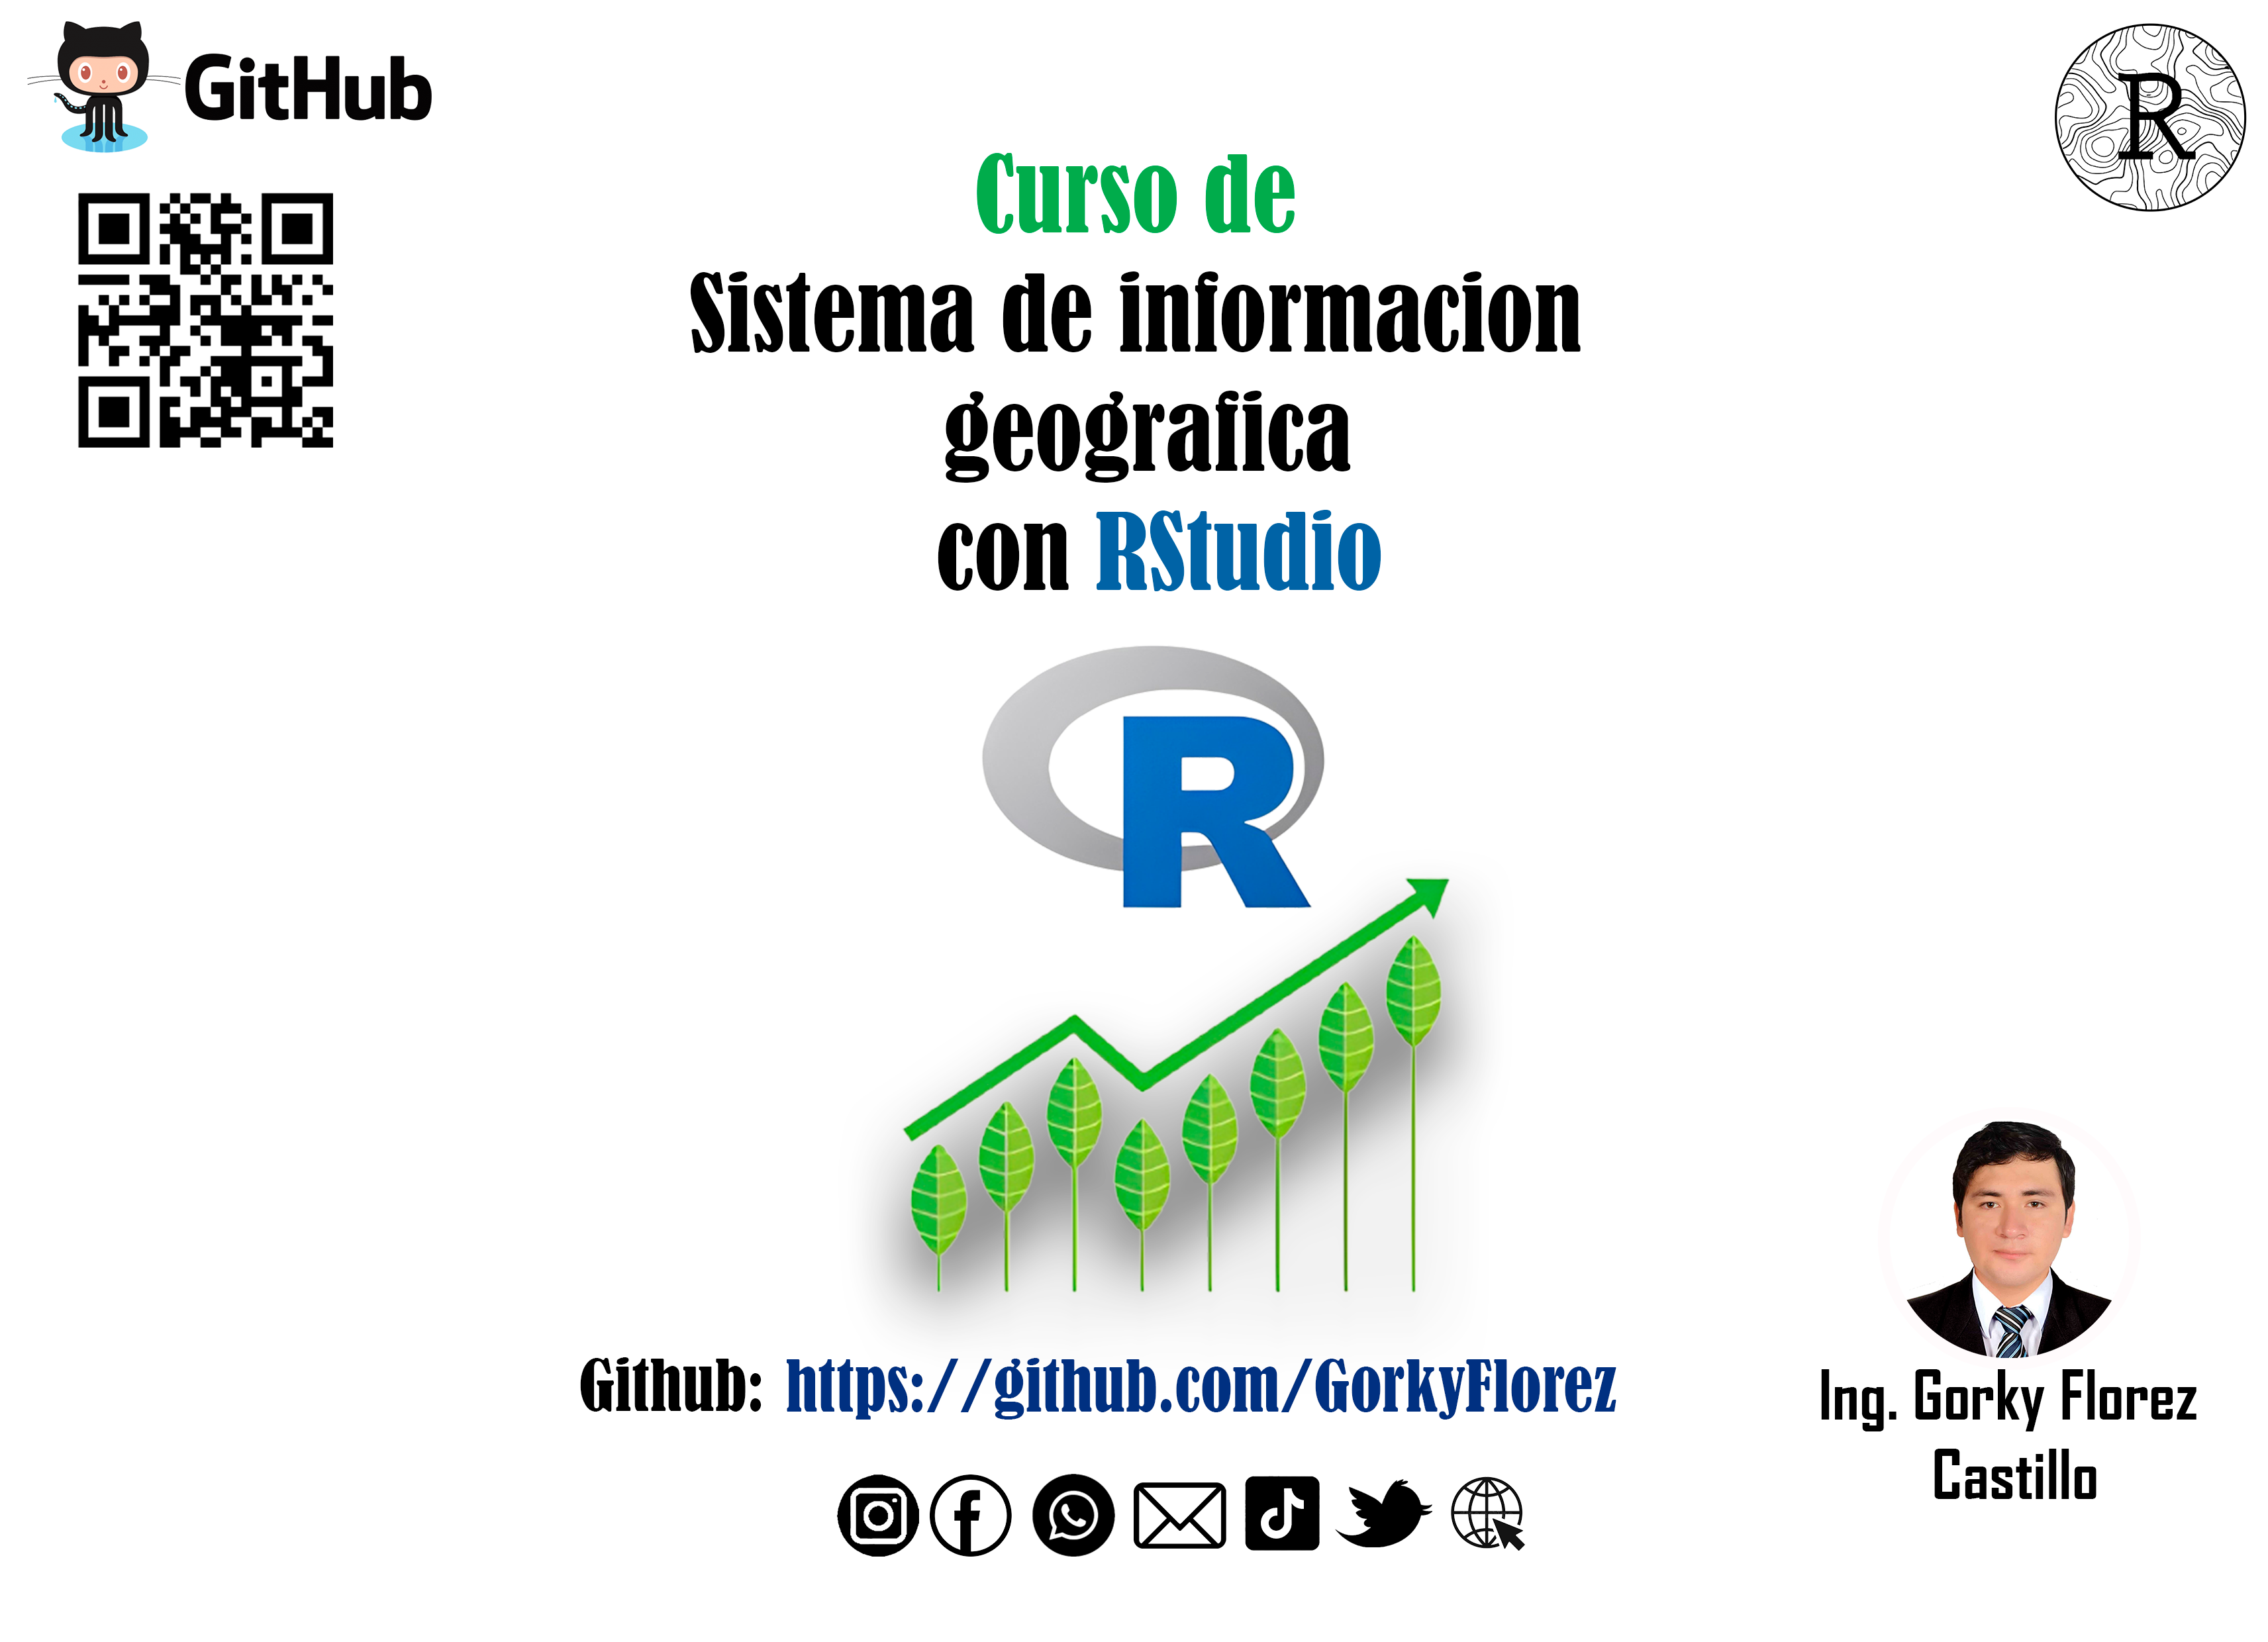 GitHub
R
Curso de
Sistema de informacion
geografica
con RStudio
R
Github: https://github.com/GorkyFlorez
Ing. Gorky Florez
Castillo